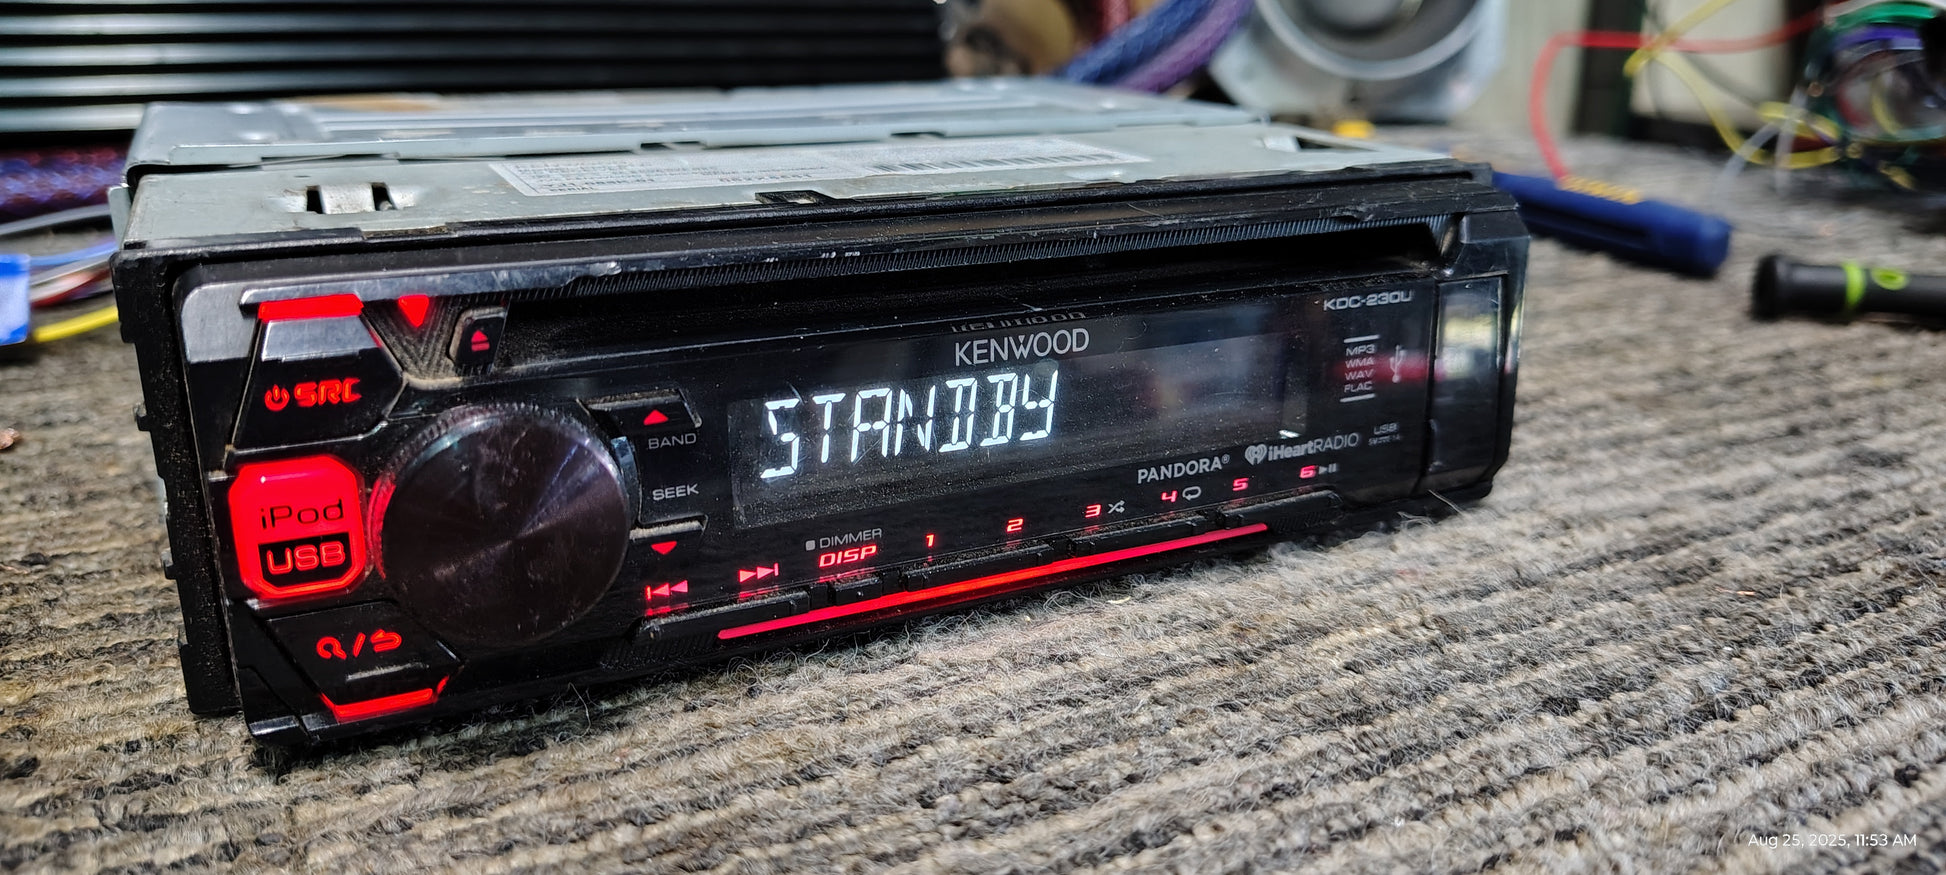 KDC-230U
KENWOOD
STANDBY
SRC
BAND
SEEK
iPod
USB
MP3
WMA
WAV
FLAC
USB
PANDORA®
iHeartRADIO
DIMMER
DISP
1
2
3
4
5
6
Aug 25, 2025, 11:53 AM